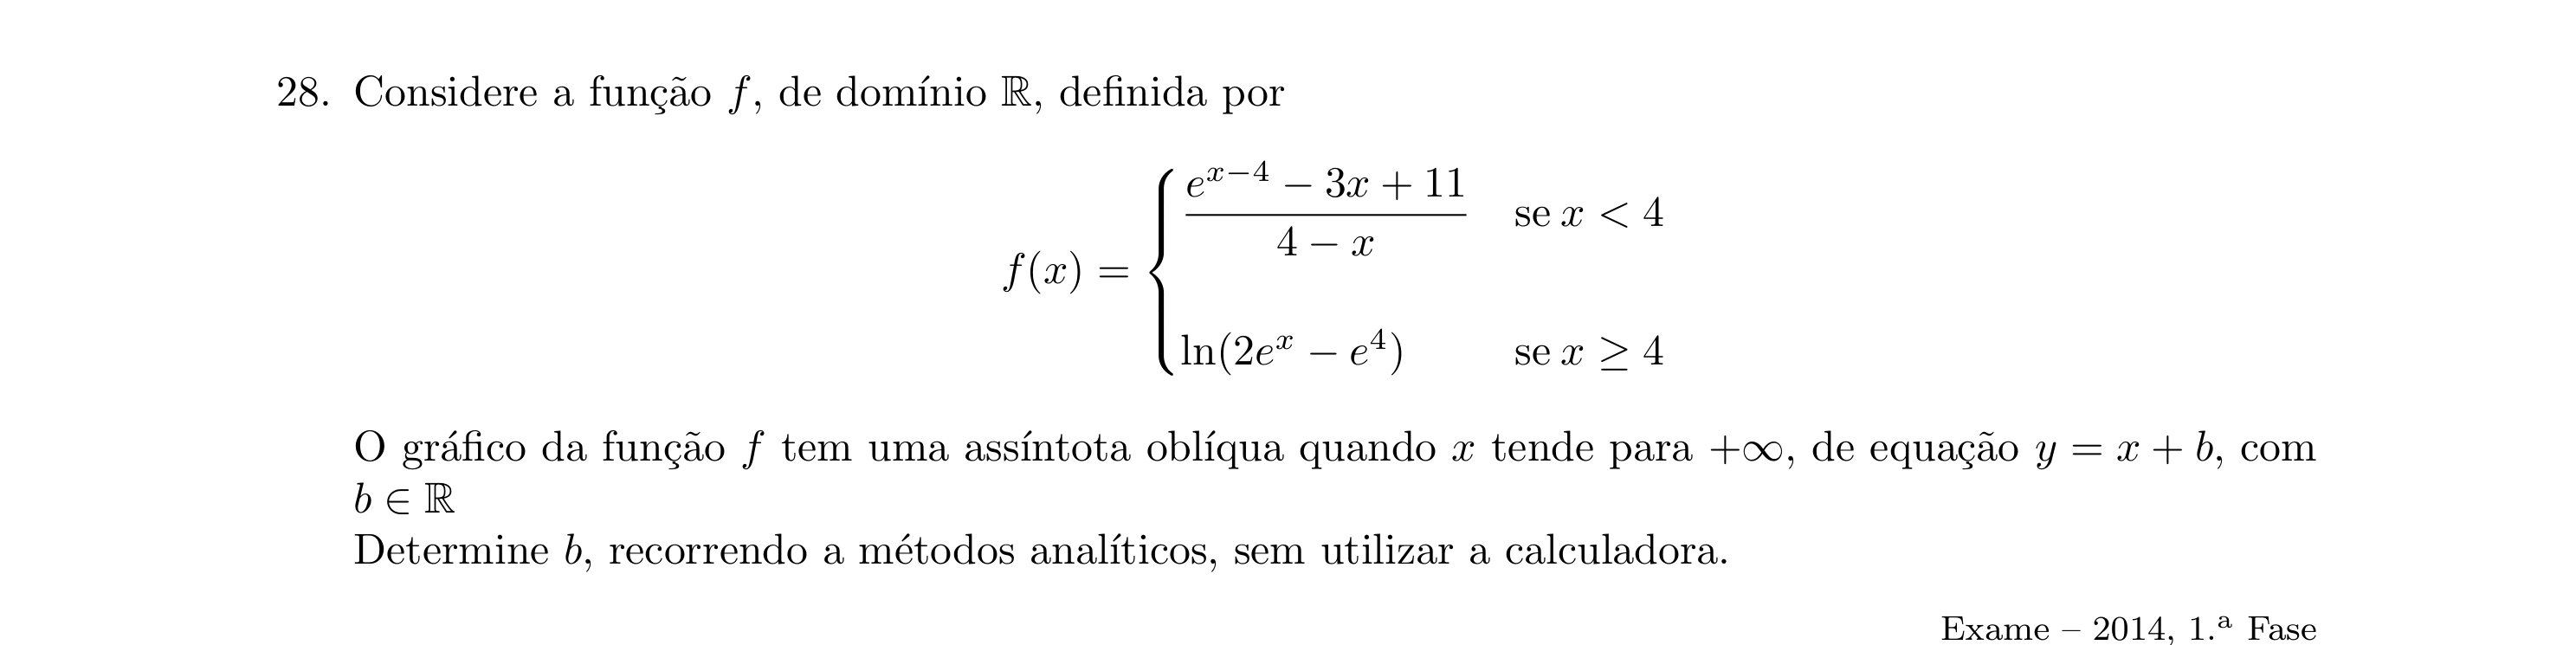 28. Considere a função f, de domínio ℝ, definida por
f(x) = { (e^{x−4} − 3x + 11)/(4 − x) se x < 4
ln(2e^x − e^4) se x ≥ 4
O gráfico da função f tem uma assíntota oblíqua quando x tende para +∞, de equação y = x + b, com
b ∈ ℝ
Determine b, recorrendo a métodos analíticos, sem utilizar a calculadora.
Exame – 2014, 1.ª Fase